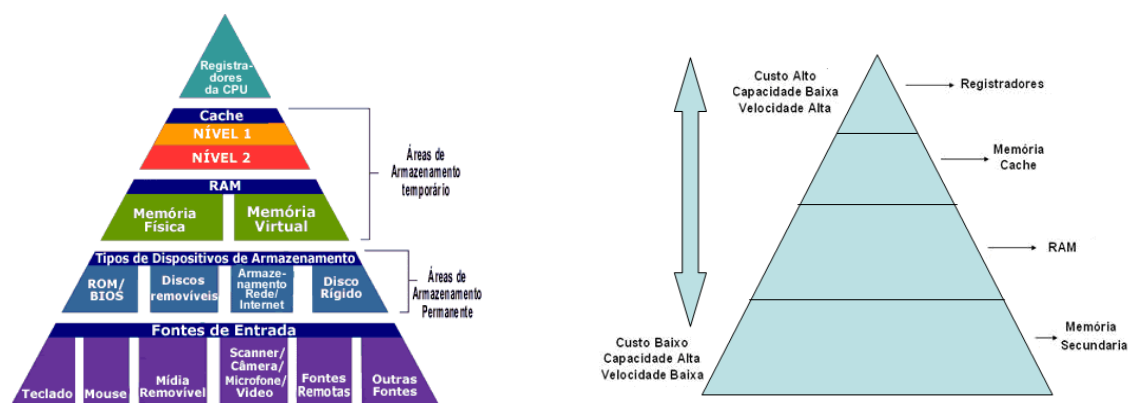 Registra-
dores
da CPU
Cache
NÍVEL 1
NÍVEL 2
RAM
Memória
Física
Memória
Virtual
Áreas de
Armazenamento
temporário
Tipos de Dispositivos de Armazenamento
ROM/
BIOS
Discos
removíveis
Armaze-
namento
Rede/
Internet
Disco
Rígido
Áreas de
Armazenamento
Permanente
Fontes de Entrada
Teclado
Mouse
Mídia
Removível
Scanner/
Câmera/
Microfone/
Video
Fontes
Remotas
Outras
Fontes
Custo Alto
Capacidade Baixa
Velocidade Alta
Registradores
Memória
Cache
RAM
Memória
Secundaria
Custo Baixo
Capacidade Alta
Velocidade Baixa